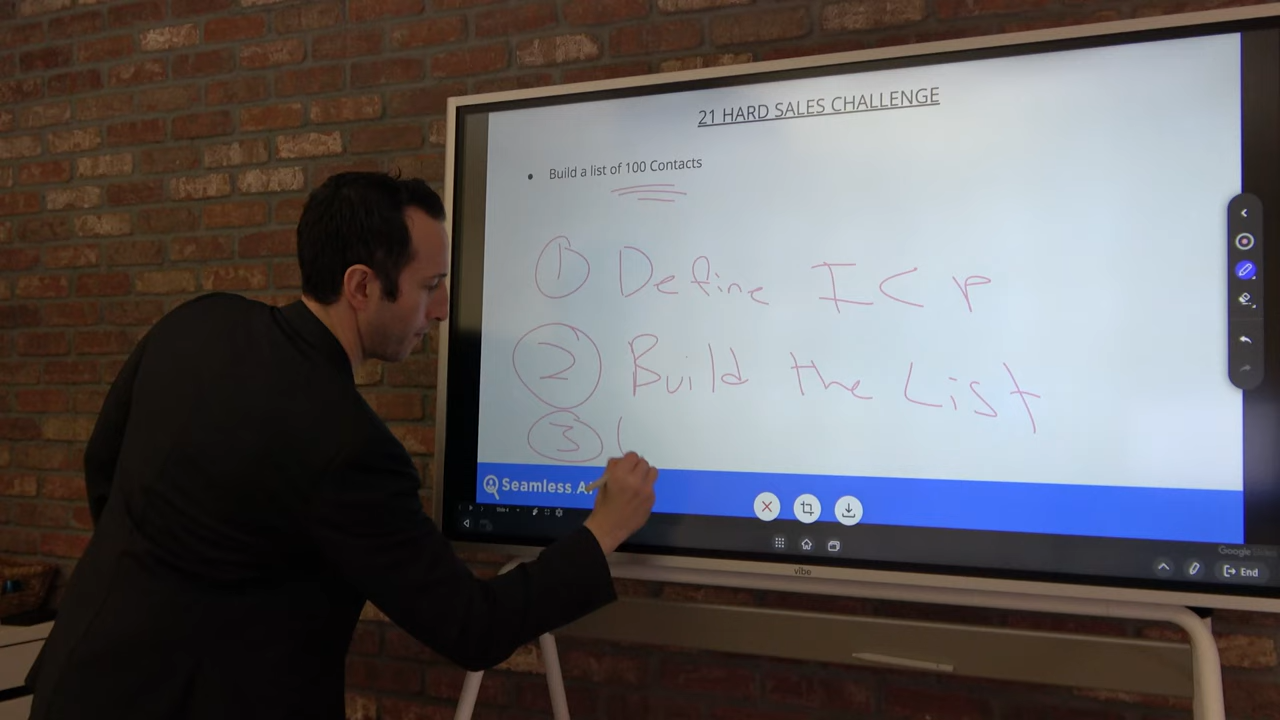 21 HARD SALES CHALLENGE
• Build a list of 100 Contacts
① Define ICP
② Build the List
③
Seamless.A
vibe
End